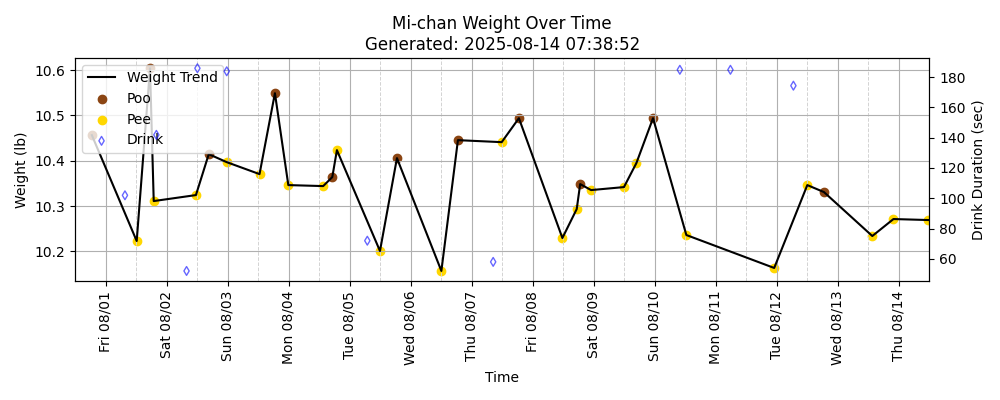 Mi-chan Weight Over Time
Generated: 2025-08-14 07:38:52
Weight (lb)
10.6
10.5
10.4
10.3
10.2
Weight Trend
Poo
Pee
Drink
180
160
140
120
100
80
60
Drink Duration (sec)
Fri 08/01
Sat 08/02
Sun 08/03
Mon 08/04
Tue 08/05
Wed 08/06
Thu 08/07
Fri 08/08
Sat 08/09
Sun 08/10
Mon 08/11
Tue 08/12
Wed 08/13
Thu 08/14
Time